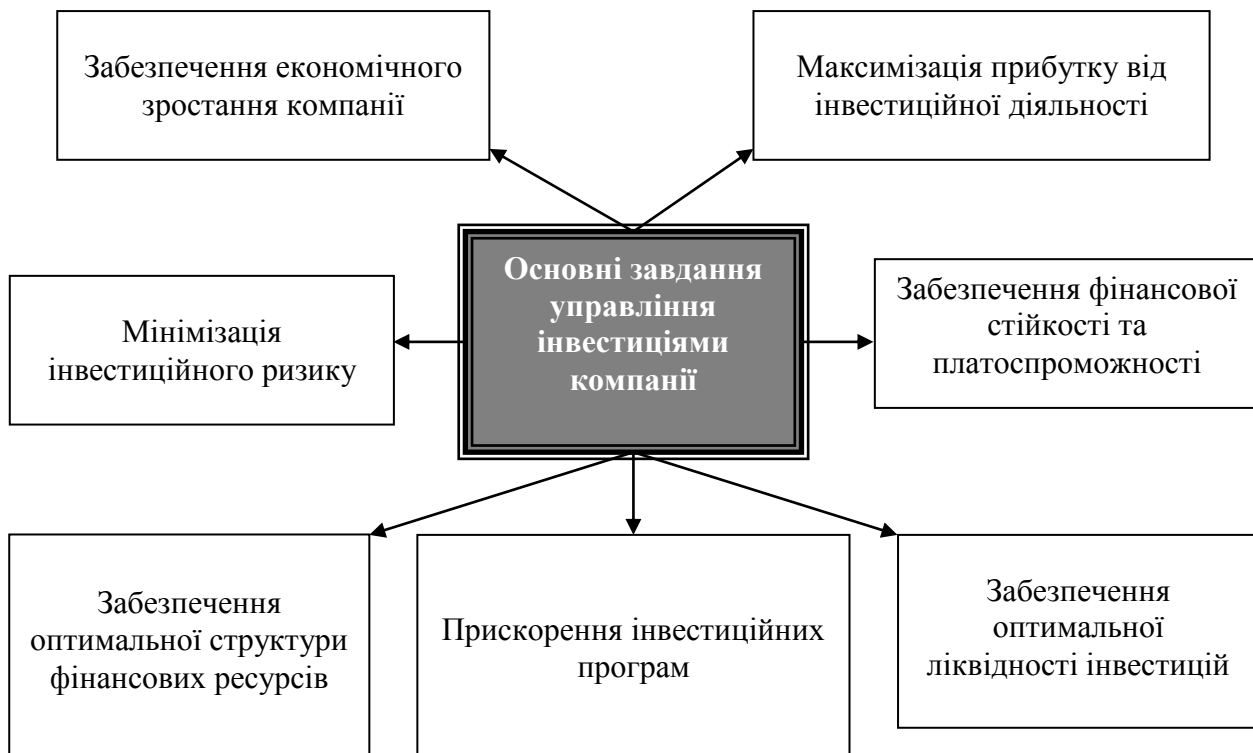 Забезпечення економічного
зростання компанії
Максимізація прибутку від
інвестиційної діяльності
Основні завдання
управління
інвестиціями
компанії
Мінімізація
інвестиційного ризику
Забезпечення фінансової
стійкості та
платоспроможності
Забезпечення
оптимальної структури
фінансових ресурсів
Прискорення інвестиційних
програм
Забезпечення
оптимальної
ліквідності інвестицій